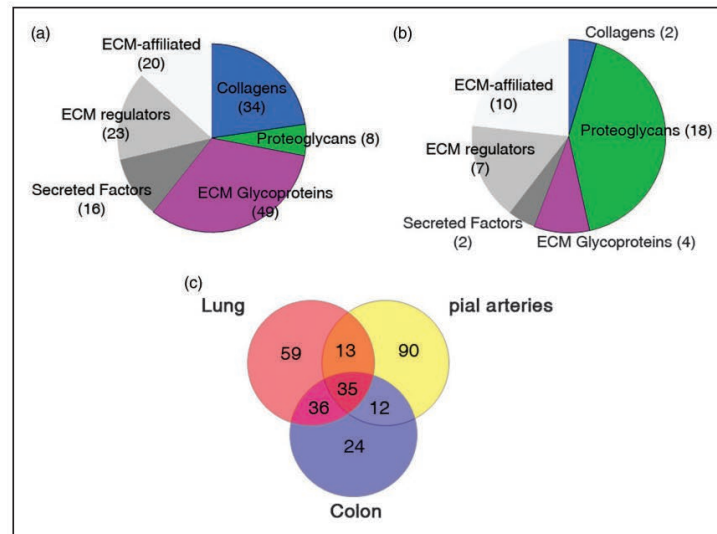 (a)
ECM-affiliated
(20)
Collagens
(34)
ECM regulators
(23)
Proteoglycans (8)
Secreted Factors
(16)
ECM Glycoproteins
(49)
(b)
Collagens (2)
ECM-affiliated
(10)
Proteoglycans (18)
ECM regulators
(7)
Secreted Factors
(2)
ECM Glycoproteins (4)
(c)
Lung
pial arteries
59
13
90
35
36
12
24
Colon